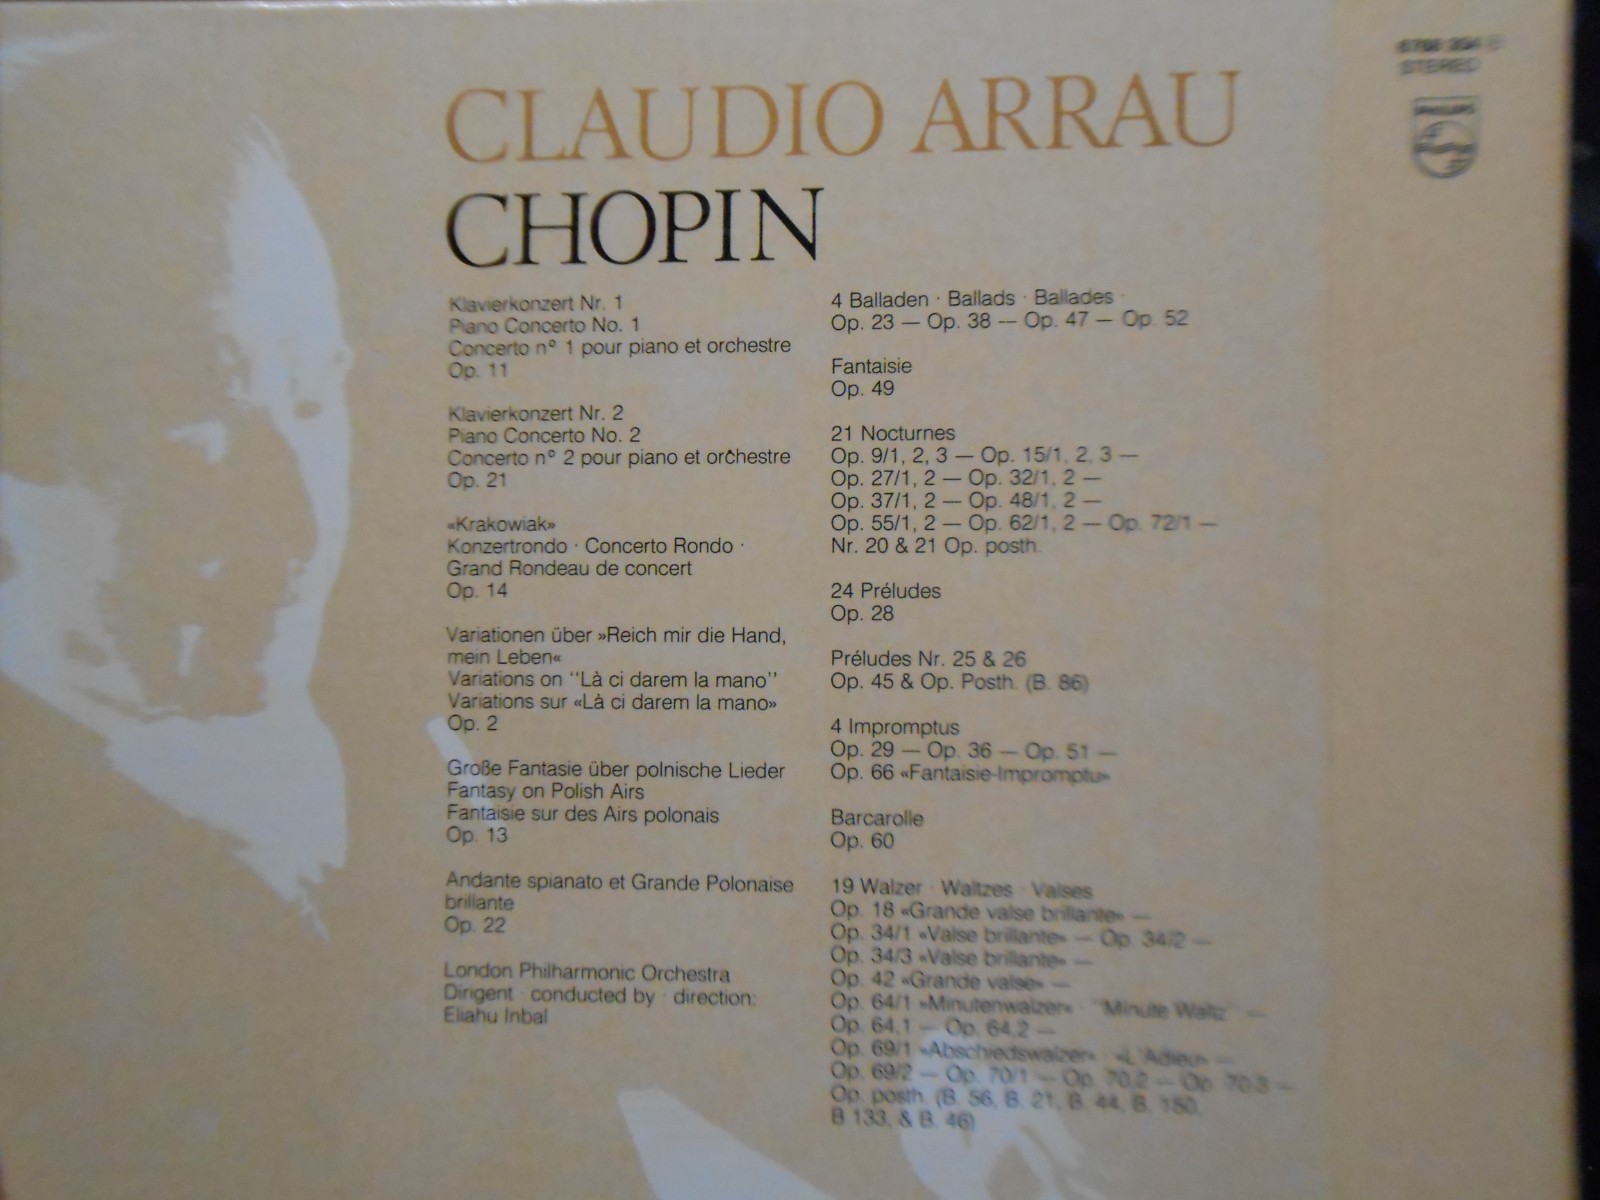 STEREO
PHILIPS
CLAUDIO ARRAU
CHOPIN
Klavierkonzert Nr. 1
Piano Concerto No. 1
Concerto nº 1 pour piano et orchestre
Op. 11
Klavierkonzert Nr. 2
Piano Concerto No. 2
Concerto nº 2 pour piano et orchestre
Op. 21
«Krakowiak»
Konzertrondo · Concerto Rondo ·
Grand Rondeau de concert
Op. 14
Variationen über »Reich mir die Hand,
mein Leben«
Variations on “Là ci darem la mano”
Variations sur «Là ci darem la mano»
Op. 2
Große Fantasie über polnische Lieder
Fantasy on Polish Airs
Fantaisie sur des Airs polonais
Op. 13
Andante spianato et Grande Polonaise
brillante
Op. 22
London Philharmonic Orchestra
Dirigent · conducted by · direction:
Eliahu Inbal
4 Balladen · Ballads · Ballades ·
Op. 23 — Op. 38 — Op. 47 — Op. 52
Fantaisie
Op. 49
21 Nocturnes
Op. 9/1, 2, 3 — Op. 15/1, 2, 3 —
Op. 27/1, 2 — Op. 32/1, 2 —
Op. 37/1, 2 — Op. 48/1, 2 —
Op. 55/1, 2 — Op. 62/1, 2 — Op. 72/1 —
Nr. 20 & 21 Op. posth.
24 Préludes
Op. 28
Préludes Nr. 25 & 26
Op. 45 & Op. Posth. (B. 86)
4 Impromptus
Op. 29 — Op. 36 — Op. 51 —
Op. 66 «Fantaisie-Impromptu»
Barcarolle
Op. 60
19 Walzer · Waltzes · Valses
Op. 18 «Grande valse brillante» —
Op. 34/1 «Valse brillante» — Op. 34/2 —
Op. 34/3 «Valse brillante» —
Op. 42 «Grande valse» —
Op. 64/1 »Minutenwalzer« · “Minute Waltz” —
Op. 64,1 — Op. 64,2 —
Op. 69/1 »Abschiedswalzer« · «L'Adieu» —
Op. 69/2 — Op. 70/1 — Op. 70,2 — Op. 70,3 —
Op. posth. (B. 56, B. 21, B. 44, B. 150,
B 133, & B. 46)